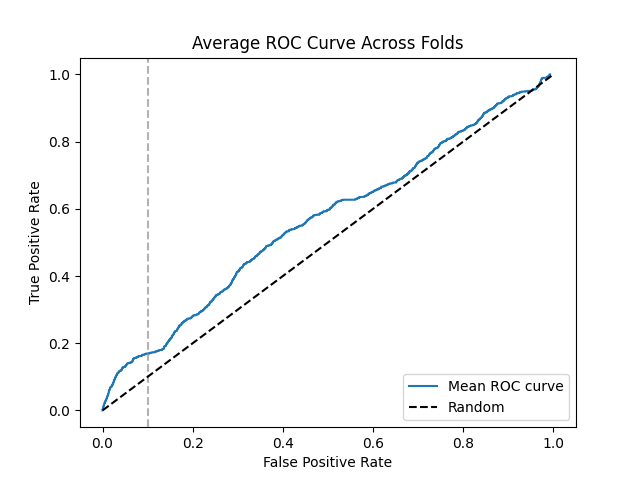 Average ROC Curve Across Folds
True Positive Rate
1.0
0.8
0.6
0.4
0.2
0.0
Mean ROC curve
Random
0.0 0.2 0.4 0.6 0.8 1.0
False Positive Rate